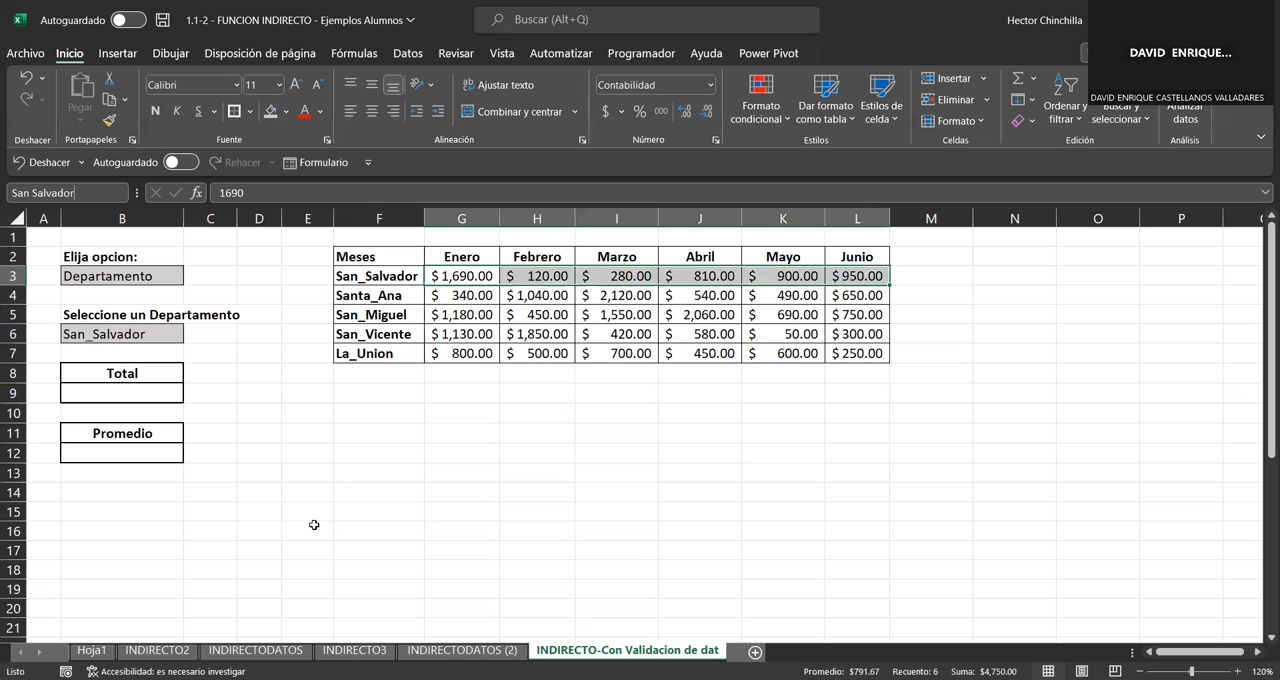 Autoguardado 1.1-2 - FUNCION INDIRECTO - Ejemplos Alumnos Buscar (Alt+Q) Hector Chinchilla
DAVID ENRIQUE...
DAVID ENRIQUE CASTELLANOS VALLADARES
Archivo Inicio Insertar Dibujar Disposición de página Fórmulas Datos Revisar Vista Automatizar Programador Ayuda Power Pivot
Pegar
Calibri 11
N K S
Ajustar texto
Combinar y centrar
Contabilidad
$ % 000
Formato condicional
Dar formato como tabla
Estilos de celda
Insertar
Eliminar
Formato
Ordenar y filtrar
Buscar y seleccionar
datos
Deshacer Portapapeles Fuente Alineación Número Estilos Celdas Edición Análisis
Deshacer Autoguardado Rehacer Formulario
San Salvador fx 1690
A B C D E F G H I J K L M N O P
1
2 Elija opcion: Meses Enero Febrero Marzo Abril Mayo Junio
3 Departamento San_Salvador $ 1,690.00 $ 120.00 $ 280.00 $ 810.00 $ 900.00 $ 950.00
4 Santa_Ana $ 340.00 $ 1,040.00 $ 2,120.00 $ 540.00 $ 490.00 $ 650.00
5 Seleccione un Departamento San_Miguel $ 1,180.00 $ 450.00 $ 1,550.00 $ 2,060.00 $ 690.00 $ 750.00
6 San_Salvador San_Vicente $ 1,130.00 $ 1,850.00 $ 420.00 $ 580.00 $ 50.00 $ 300.00
7 La_Union $ 800.00 $ 500.00 $ 700.00 $ 450.00 $ 600.00 $ 250.00
8 Total
9
10
11 Promedio
12
13
14
15
16
17
18
19
20
21
Hoja1 INDIRECTO2 INDIRECTODATOS INDIRECTO3 INDIRECTODATOS (2) INDIRECTO-Con Validacion de dat
Listo Accesibilidad: es necesario investigar Promedio: $791.67 Recuento: 6 Suma: $4,750.00 120%